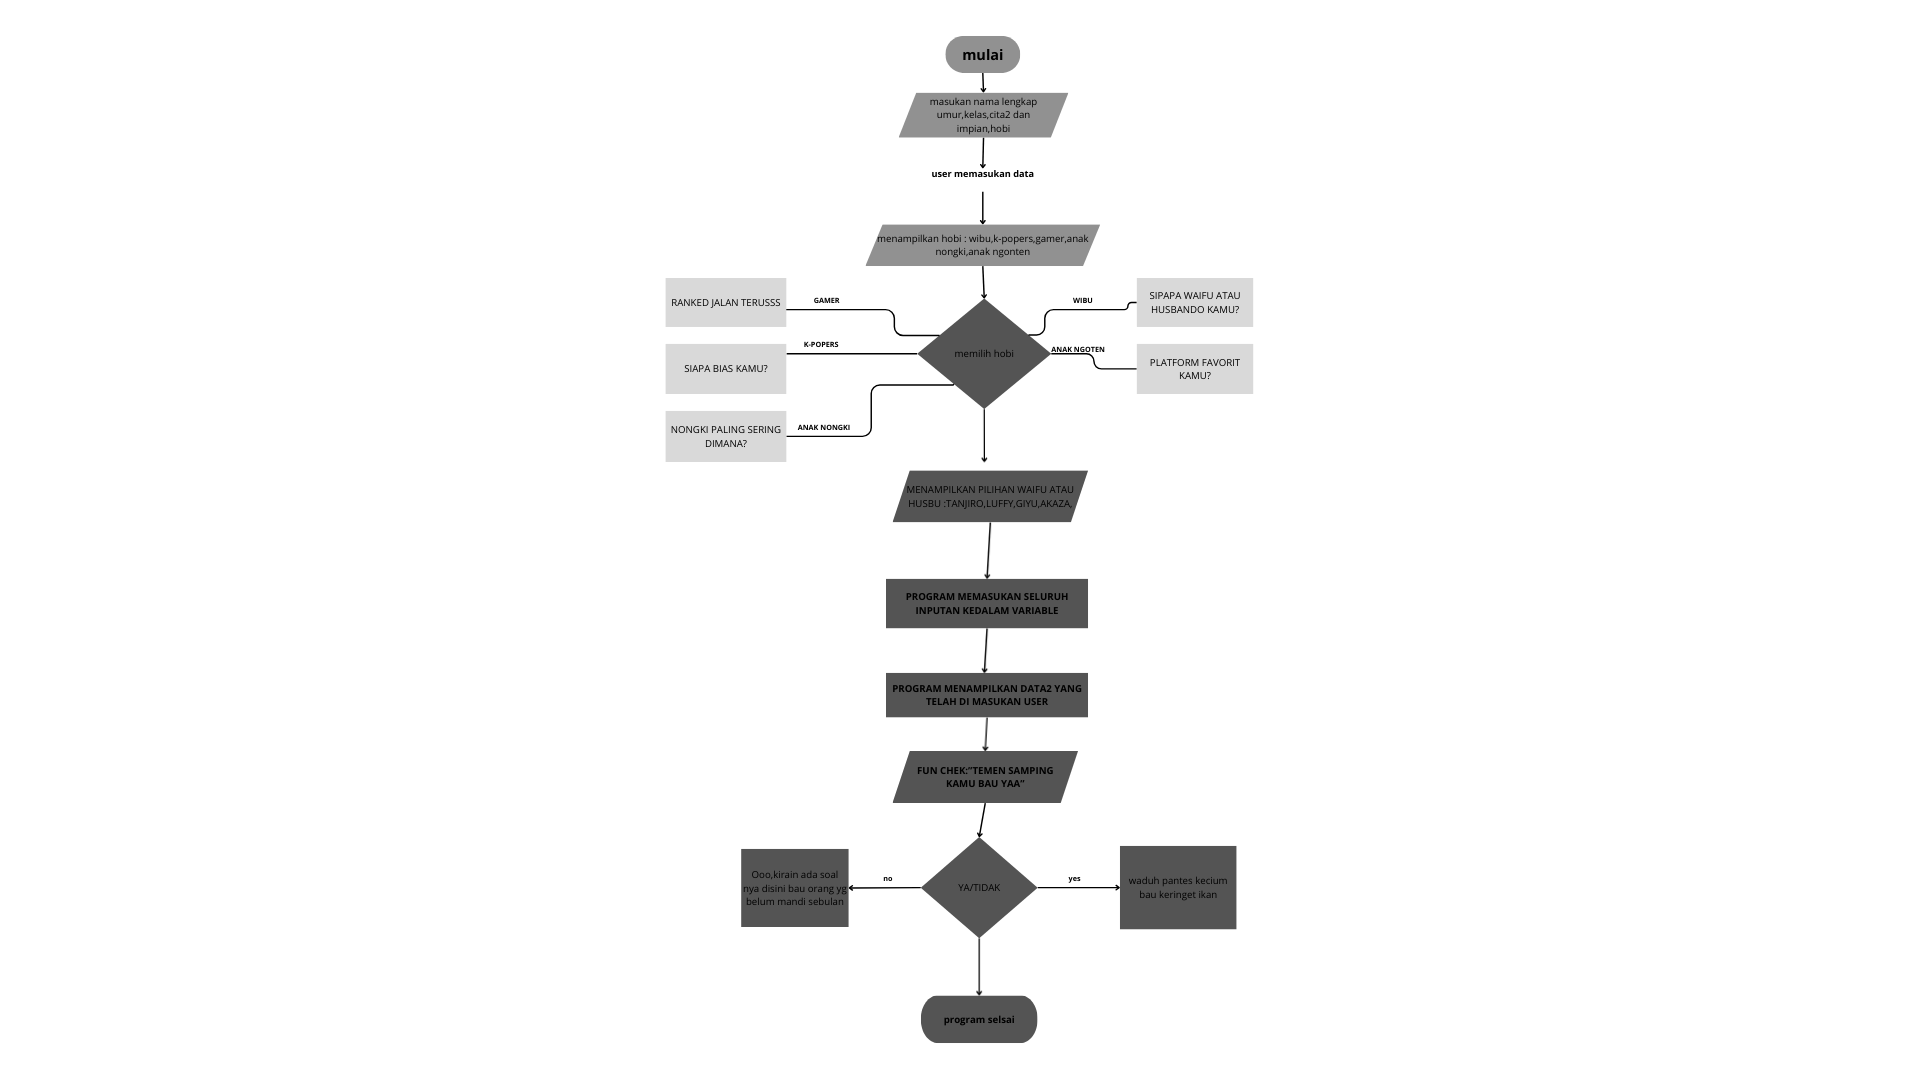 mulai
masukan nama lengkap
umur,kelas,cita2 dan
impian,hobi
user memasukan data
menampilkan hobi : wibu,k-popers,gamer,anak
nongki,anak ngonten
RANKED JALAN TERUSSS
GAMER
WIBU
SIPAPA WAIFU ATAU
HUSBANDO KAMU?
K-POPERS
SIAPA BIAS KAMU?
memilih hobi
ANAK NGOTEN
PLATFORM FAVORIT
KAMU?
NONGKI PALING SERING
DIMANA?
ANAK NONGKI
MENAMPILKAN PILIHAN WAIFU ATAU
HUSBU :TANJIRO,LUFFY,GIYU,AKAZA,
PROGRAM MEMASUKAN SELURUH
INPUTAN KEDALAM VARIABLE
PROGRAM MENAMPILKAN DATA2 YANG
TELAH DI MASUKAN USER
FUN CHEK:"TEMEN SAMPING
KAMU BAU YAA"
Ooo,kirain ada soal
nya disini bau orang yg
belum mandi sebulan
no
YA/TIDAK
yes
waduh pantes kecium
bau keringet ikan
program selsai